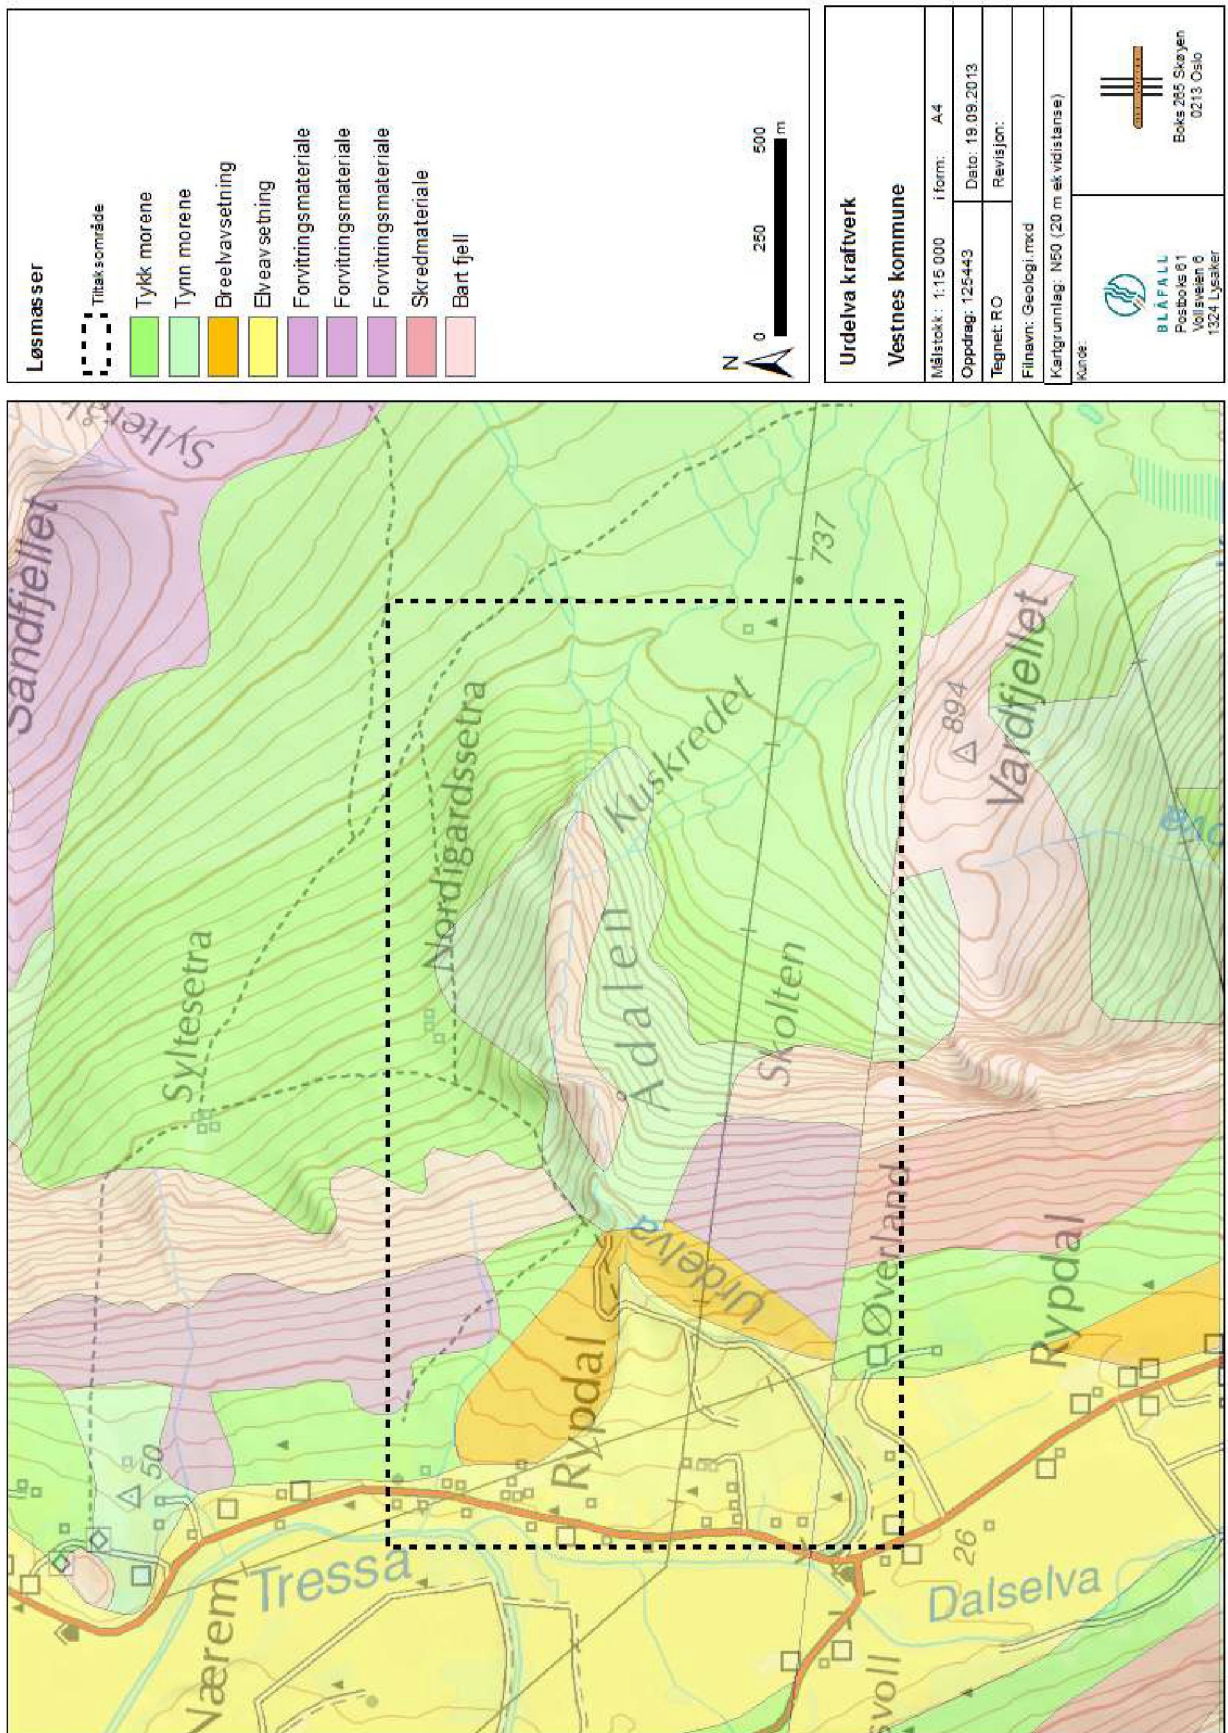 Sandfjellet
Syltesetra
Nordigardssetra
Kuskredet
737
894
Vardfjellet
Ådalen
Skolten
Øverland
Rypdal
Urdelva
Rypdal
50
Nærem
Tressa
26
Dalselva
Løsmasser
Tiltaksområde
Tykk morene
Tynn morene
Breelvavsetning
Elveavsetning
Forvitringsmateriale
Forvitringsmateriale
Forvitringsmateriale
Skredmateriale
Bart fjell
N
0 250 500
m
Urdelva kraftverk
Vestnes kommune
Målstokk: 1:15 000 i form: A4
Oppdrag: 125443 Dato: 19.09.2013
Tegnet: RO Revisjon:
Filnavn: Geologi.mxd
Kartgrunnlag: N50 (20 m ekvidistanse)
Kunde:
BLÅFALL
Postboks 61
Vollsveien 6
1324 Lysaker
Boks 265 Skøyen
0213 Oslo